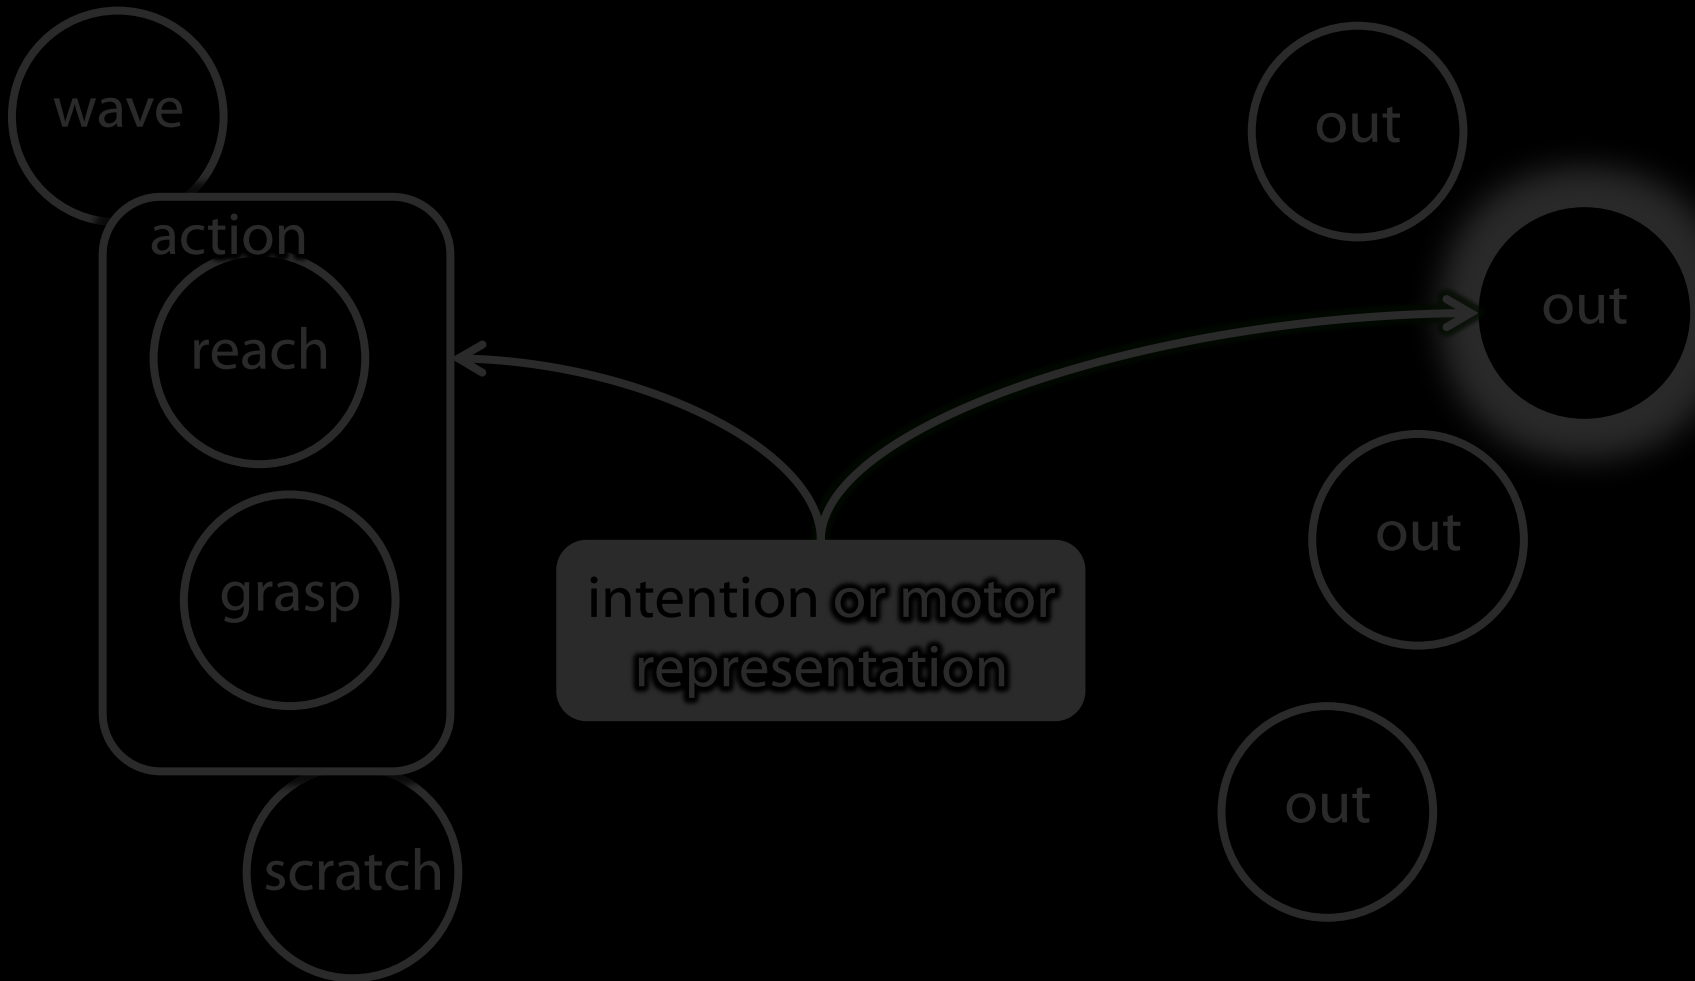 wave
action
reach
grasp
scratch
intention or motor
representation
out
out
out
out